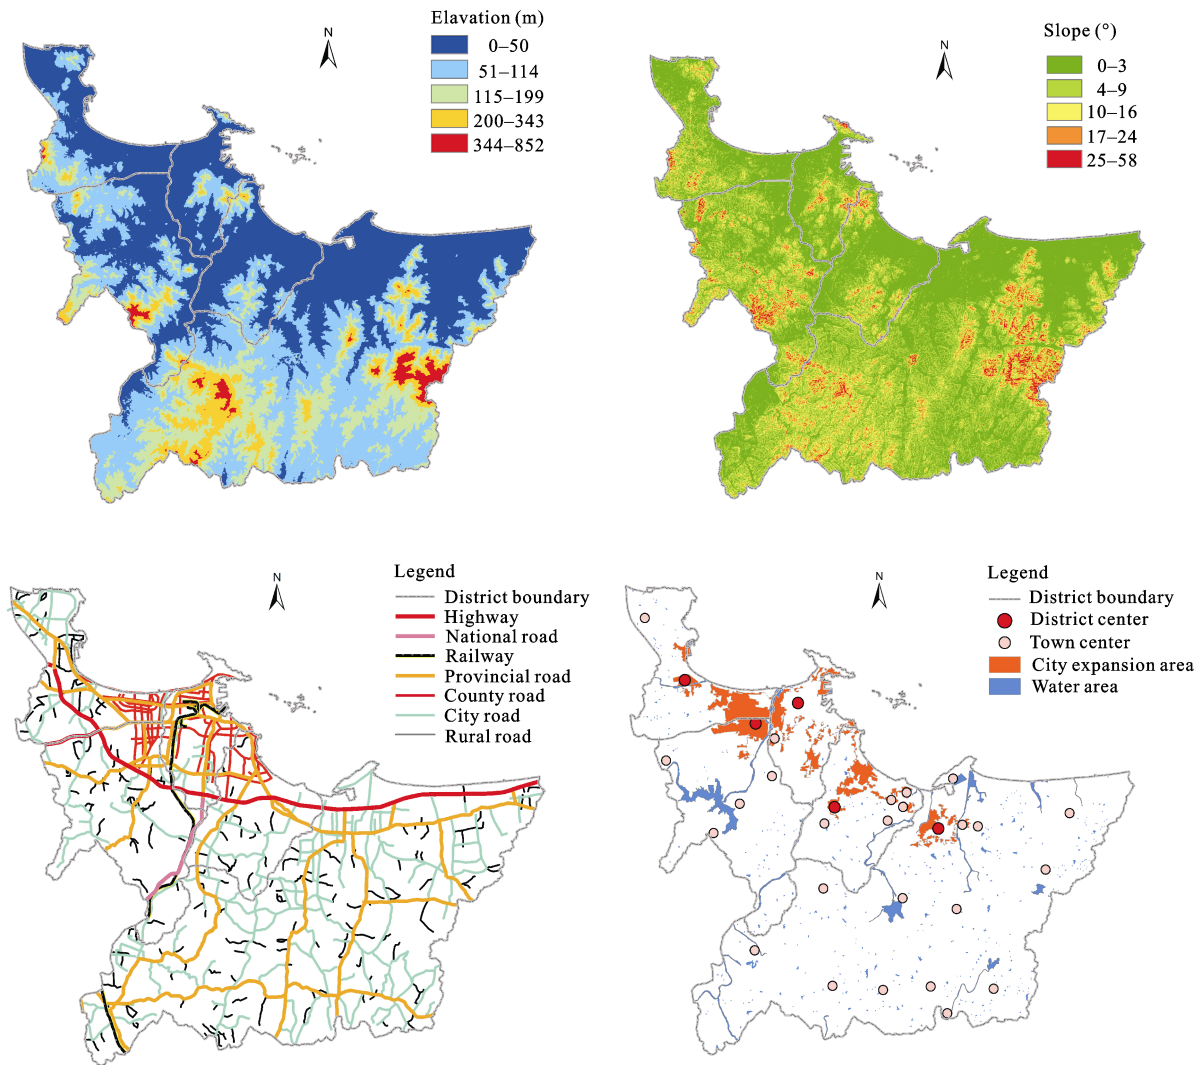 Elavation (m)
N
0–50
51–114
115–199
200–343
344–852
Slope (°)
N
0–3
4–9
10–16
17–24
25–58
Legend
N
District boundary
Highway
National road
Railway
Provincial road
County road
City road
Rural road
Legend
N
District boundary
District center
Town center
City expansion area
Water area